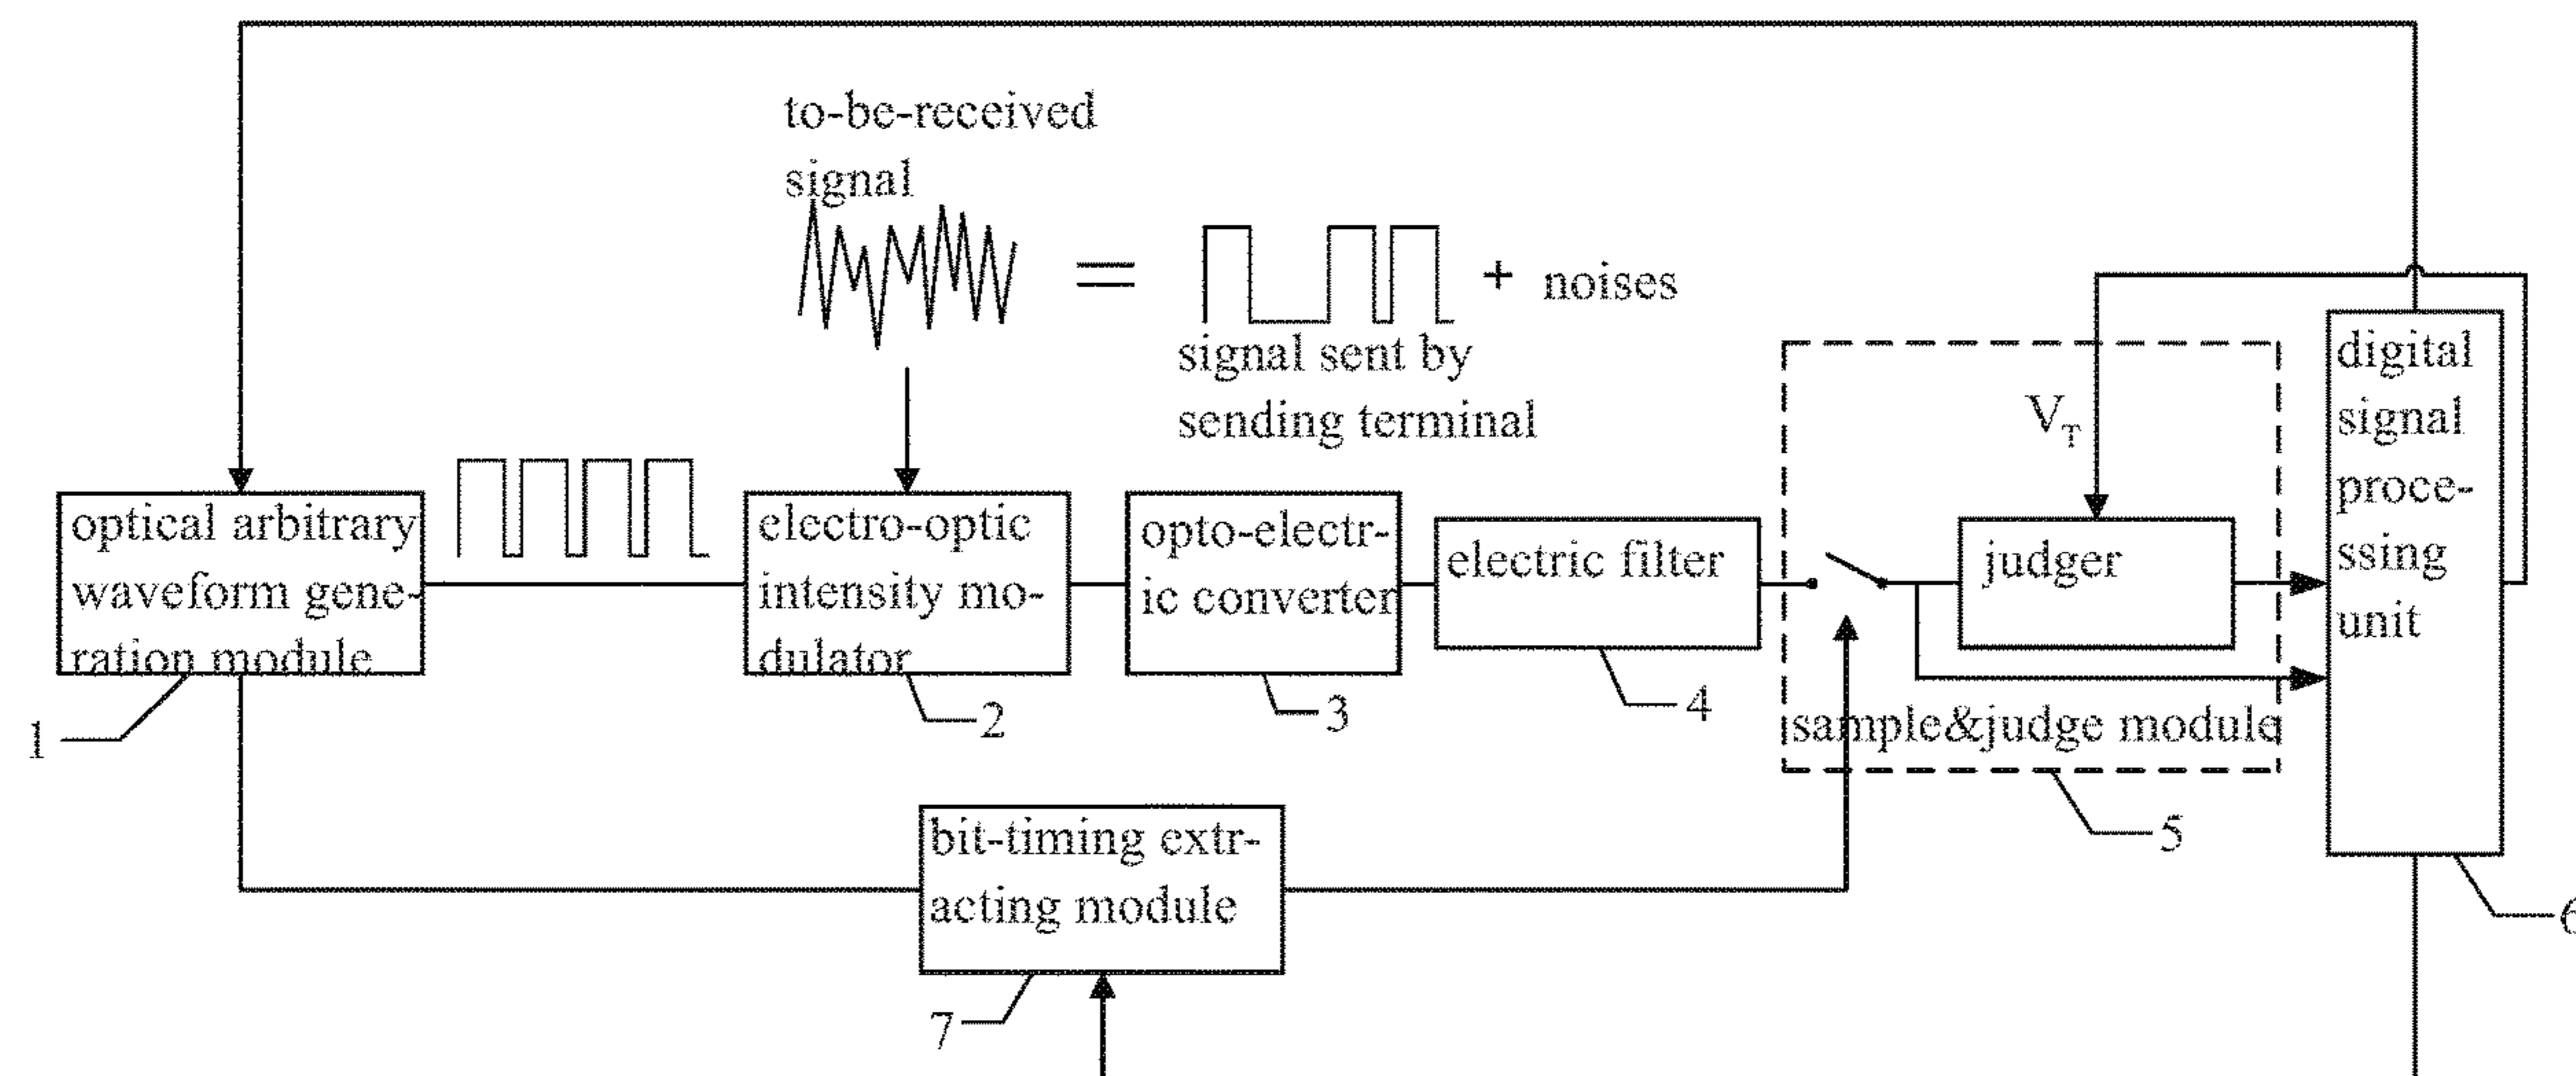 to-be-received
signal
=
+ noises
signal sent by
sending terminal
digital
signal
proce-
ssing
unit
V_T
optical arbitrary
waveform gene-
ration module
electro-optic
intensity mo-
dulator
opto-electr-
ic converter
electric filter
judger
sample&judge module
1
2
3
4
5
6
bit-timing extr-
acting module
7